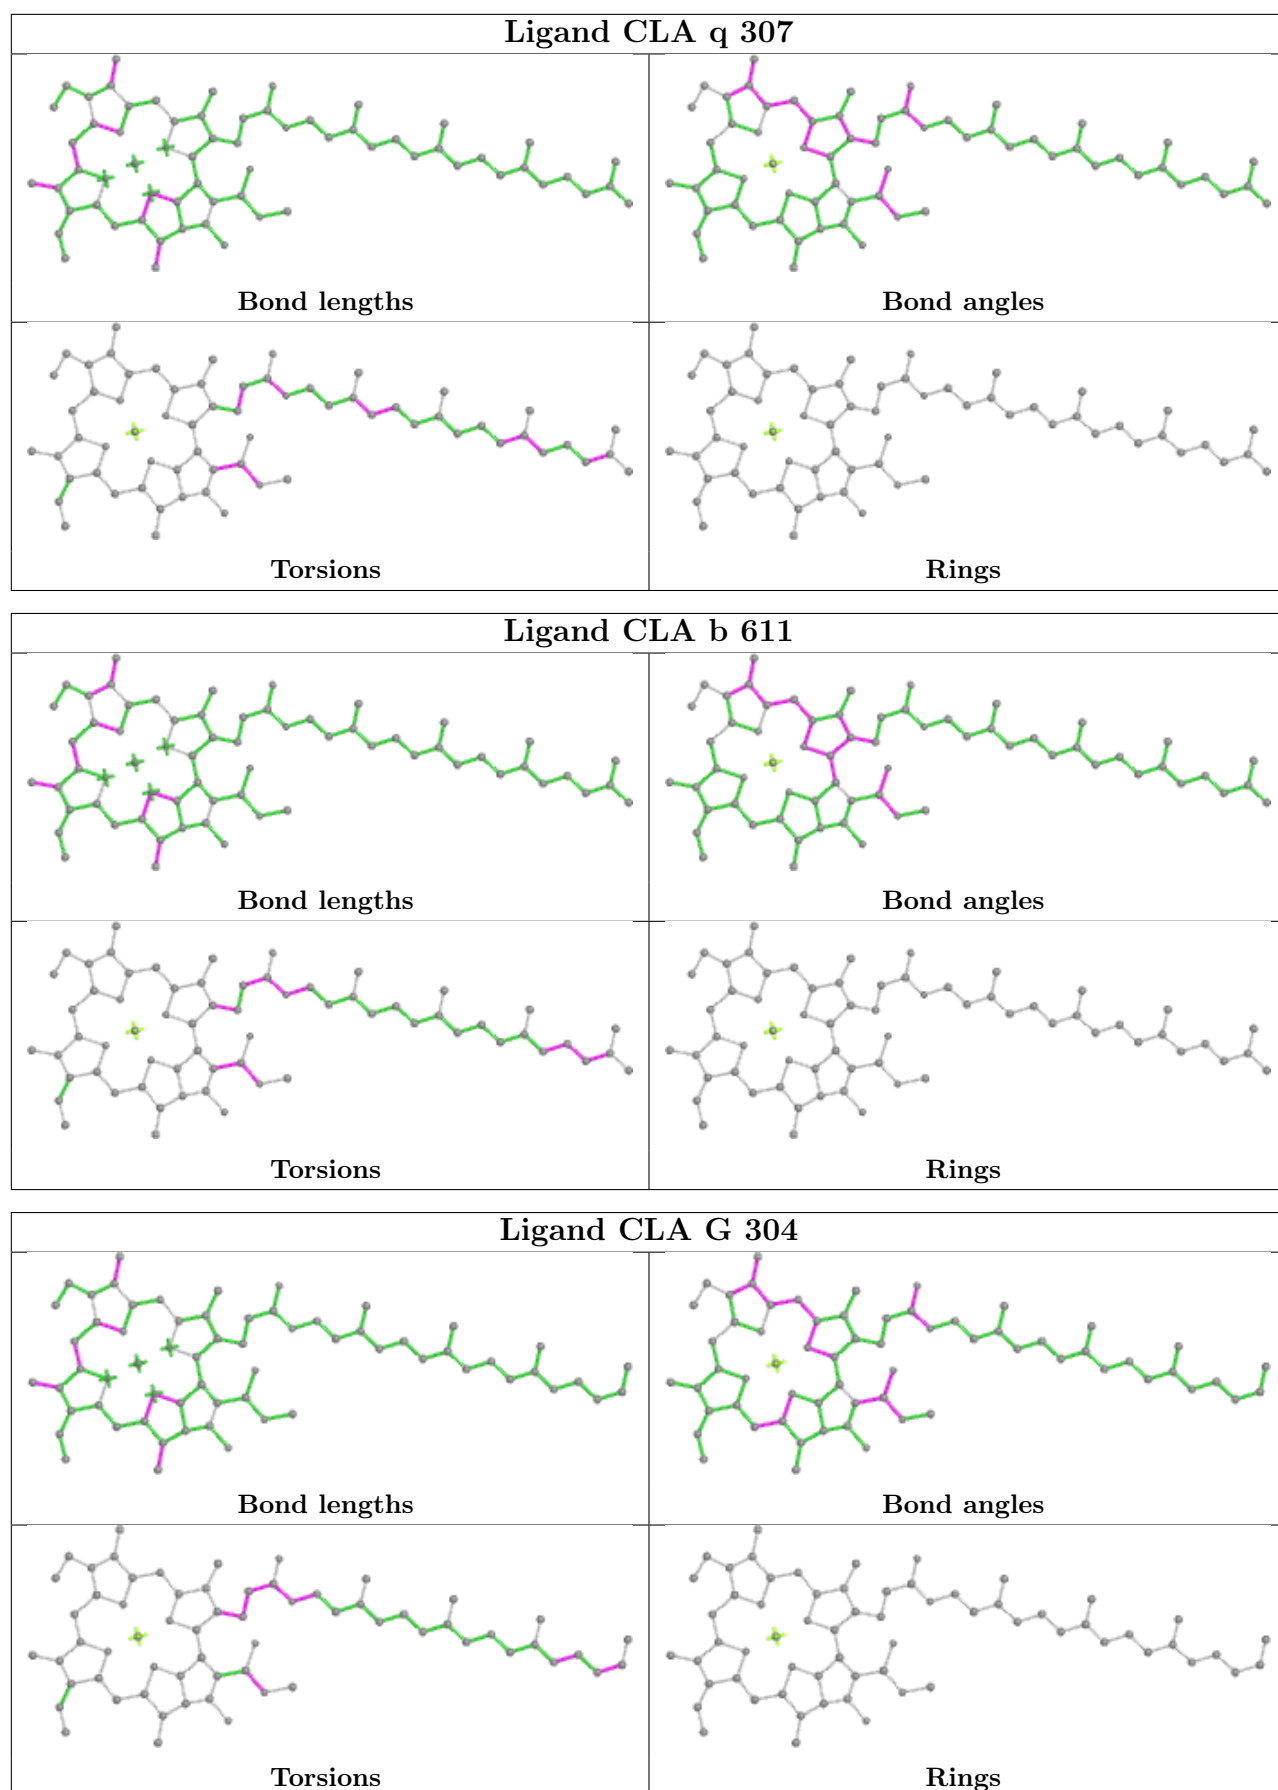 Ligand CLA q 307
Bond lengths
Bond angles
Torsions
Rings
Ligand CLA b 611
Bond lengths
Bond angles
Torsions
Rings
Ligand CLA G 304
Bond lengths
Bond angles
Torsions
Rings